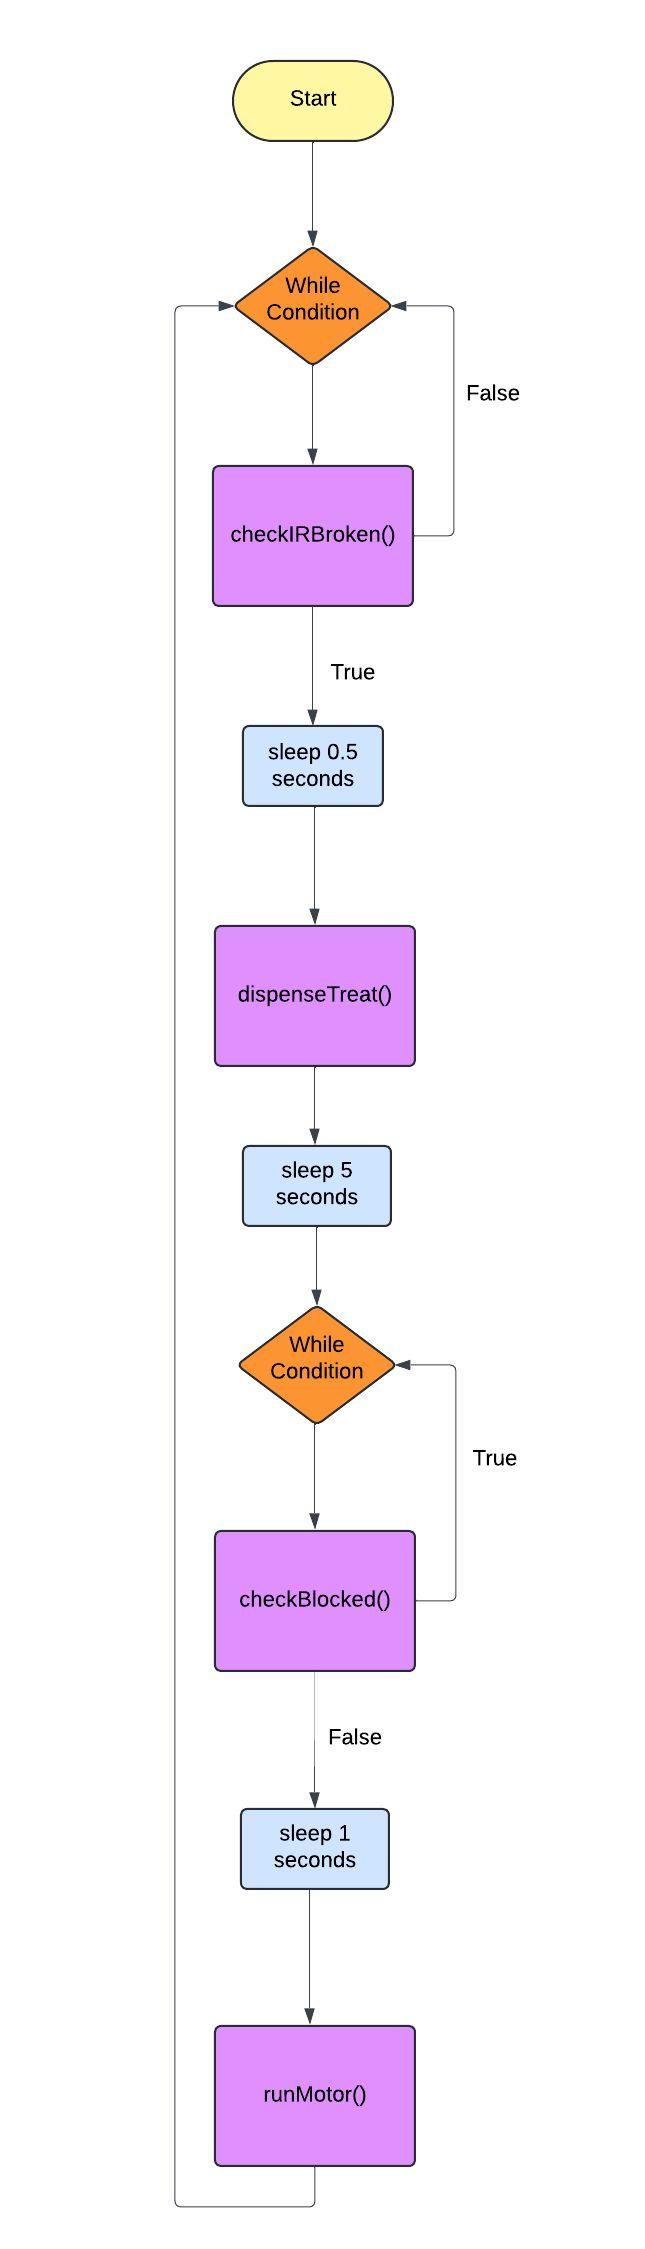 Start
While
Condition
False
checkIRBroken()
True
sleep 0.5
seconds
dispenseTreat()
sleep 5
seconds
While
Condition
True
checkBlocked()
False
sleep 1
seconds
runMotor()